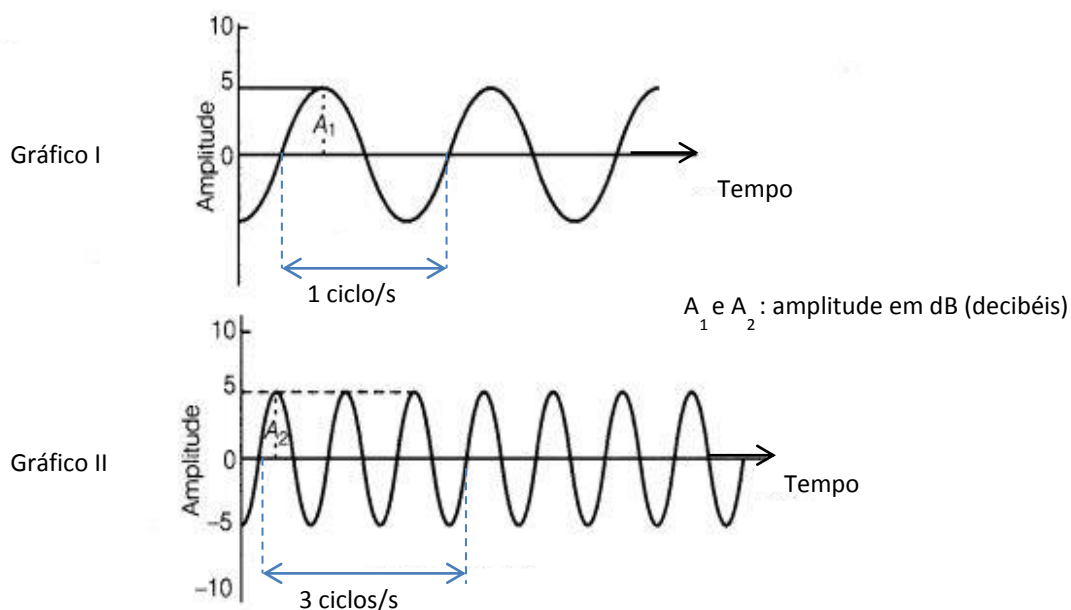 10
5
Amplitude
A1
0
Gráfico I
Tempo
1 ciclo/s
A1 e A2 : amplitude em dB (decibéis)
10
5
Amplitude
A2
0
Gráfico II
Tempo
–5
–10
3 ciclos/s